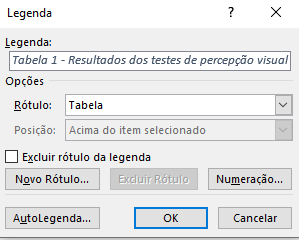 Legenda
Legenda:
Tabela 1 - Resultados dos testes de percepção visual
Opções
Rótulo: Tabela
Posição: Acima do item selecionado
Excluir rótulo da legenda
Novo Rótulo... Excluir Rótulo Numeração...
AutoLegenda... OK Cancelar